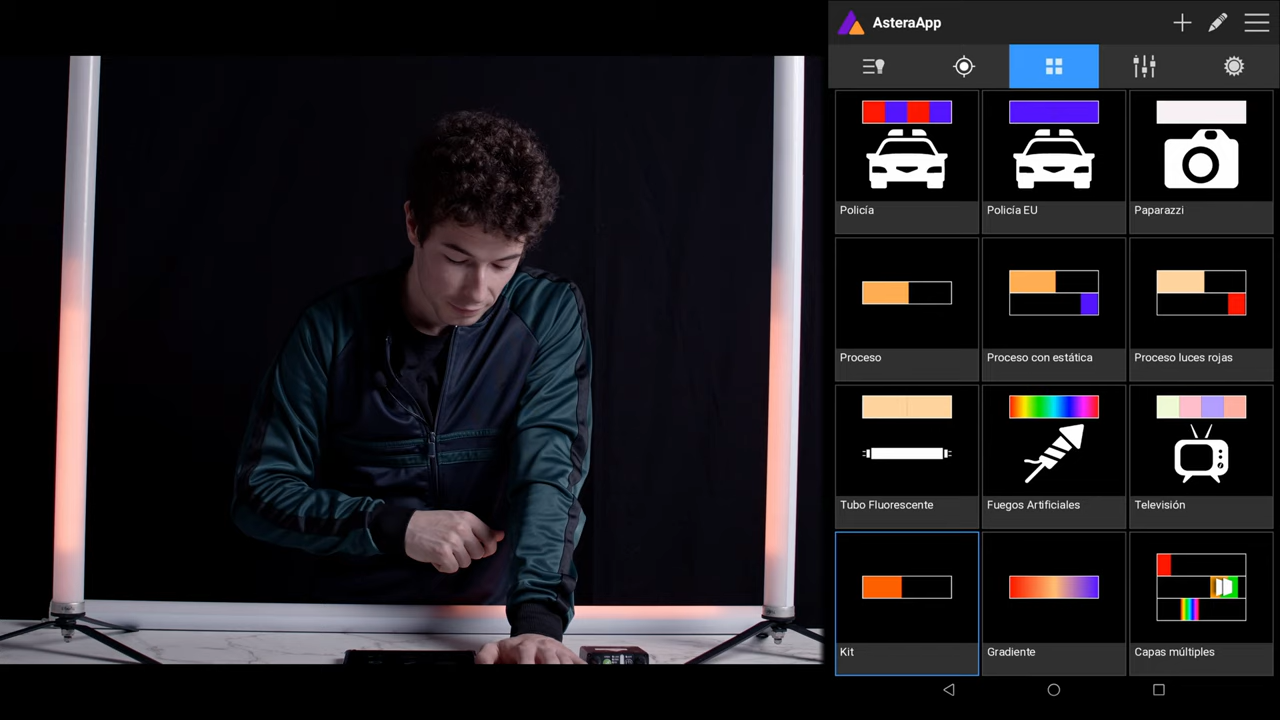 AsteraApp
Policía
Policía EU
Paparazzi
Proceso
Proceso con estática
Proceso luces rojas
Tubo Fluorescente
Fuegos Artificiales
Televisión
Kit
Gradiente
Capas múltiples